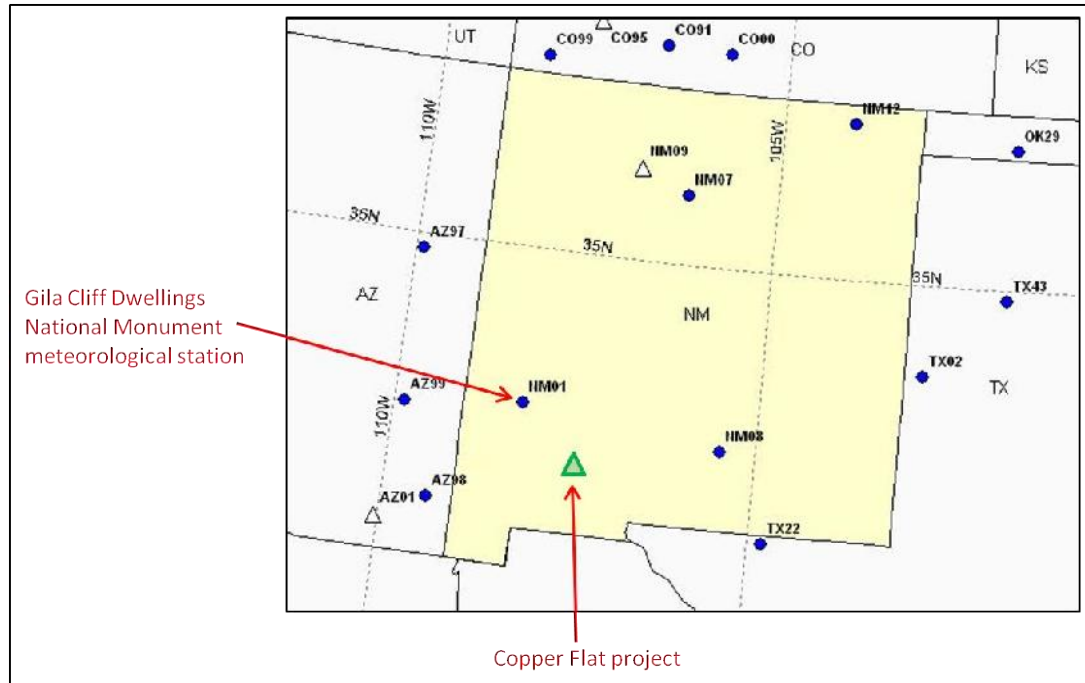 UT
CO99
CO95
CO91
CO00
CO
KS
110W
NM12
105W
OK29
NM09
NM07
35N
AZ97
35N
35N
TX43
Gila Cliff Dwellings
National Monument
meteorological station
AZ
NM
TX02
TX
AZ99
NM01
110W
NM08
AZ98
AZ01
TX22
Copper Flat project